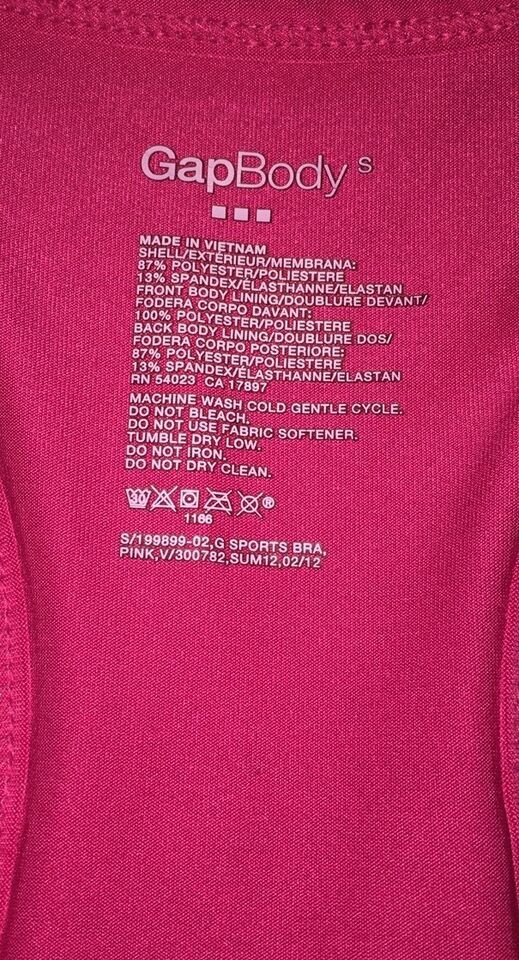 GapBody S
MADE IN VIETNAM
SHELL/EXTÉRIEUR/MEMBRANA:
87% POLYESTER/POLIESTERE
13% SPANDEX/ÉLASTHANNE/ELASTAN
FRONT BODY LINING/DOUBLURE DEVANT/
FODERA CORPO DAVANT:
100% POLYESTER/POLIESTERE
BACK BODY LINING/DOUBLURE DOS/
FODERA CORPO POSTERIORE:
87% POLYESTER/POLIESTERE
13% SPANDEX/ÉLASTHANNE/ELASTAN
RN 54023 CA 17897
MACHINE WASH COLD GENTLE CYCLE.
DO NOT BLEACH.
DO NOT USE FABRIC SOFTENER.
TUMBLE DRY LOW.
DO NOT IRON.
DO NOT DRY CLEAN.
30 ®
1166
S/199899-02,G SPORTS BRA,
PINK,V/300782,SUM12,02/12